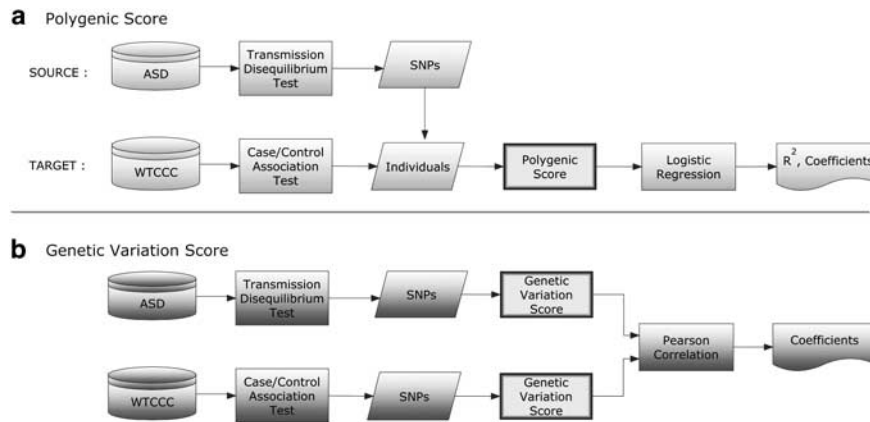 a Polygenic Score
SOURCE :
ASD
Transmission
Disequilibrium
Test
SNPs
TARGET :
WTCCC
Case/Control
Association
Test
Individuals
Polygenic
Score
Logistic
Regression
R², Coefficients
b Genetic Variation Score
ASD
Transmission
Disequilibrium
Test
SNPs
Genetic
Variation
Score
WTCCC
Case/Control
Association
Test
SNPs
Genetic
Variation
Score
Pearson
Correlation
Coefficients